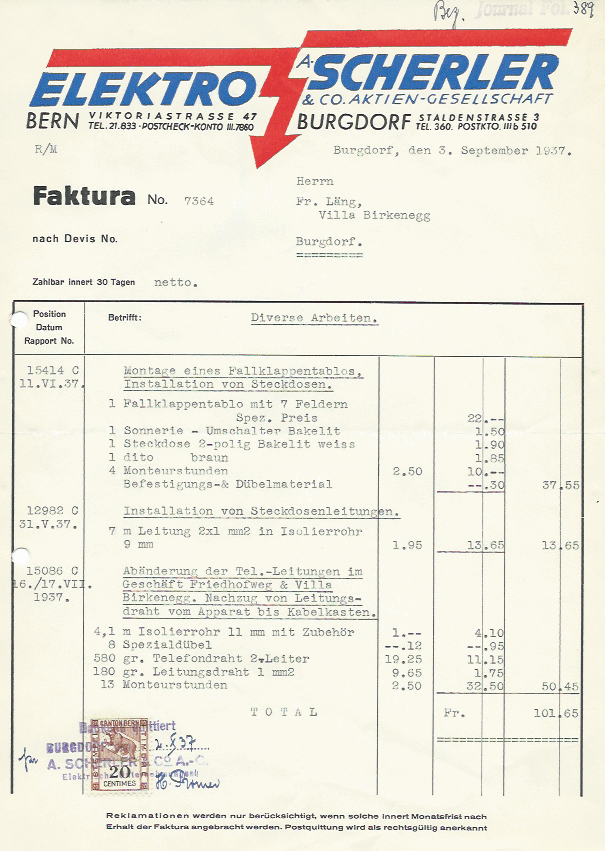 Bez. Journal Fol. 389
ELEKTRO A. SCHERLER
& CO. AKTIEN-GESELLSCHAFT
BERN VIKTORIASTRASSE 47
TEL. 21.833 · POSTCHECK-KONTO III. 7860
BURGDORF STALDENSTRASSE 3
TEL. 360. POSTKTO. III b 510
R/M Burgdorf, den 3. September 1937.
Faktura No. 7364
Herrn
Fr. Läng,
Villa Birkenegg
nach Devis No. Burgdorf.
Zahlbar innert 30 Tagen netto.
Position
Datum
Rapport No.
Betrifft: Diverse Arbeiten.
15414 C Montage eines Fallklappentablos,
11.VI.37. Installation von Steckdosen.
1 Fallklappentablo mit 7 Feldern
Spez. Preis 22.--
1 Sonnerie - Umschalter Bakelit 1.50
1 Steckdose 2-polig Bakelit weiss 1.90
1 dito braun 1.85
4 Monteurstunden 2.50 10.--
Befestigungs-& Dübelmaterial --.30 37.55
12982 C Installation von Steckdosenleitungen.
31.V.37.
7 m Leitung 2x1 mm2 in Isolierrohr
9 mm 1.95 13.65 13.65
15086 C Abänderung der Tel.-Leitungen im
16./17.VII. Geschäft Friedhofweg & Villa
1937. Birkenegg. Nachzug von Leitungs-
draht vom Apparat bis Kabelkasten.
4,1 m Isolierrohr 11 mm mit Zubehör 1.-- 4.10
8 Spezialdübel --.12 --.95
580 gr. Telefondraht 2-Leiter 19.25 11.15
180 gr. Leitungsdraht 1 mm2 9.65 1.75
13 Monteurstunden 2.50 32.50 50.45
TOTAL Fr. 101.65
CANTON BERN
20
CENTIMES
BURGDORF
A. SCHERLER & Co A.-G.
Reklamationen werden nur berücksichtigt, wenn solche innert Monatsfrist nach
Erhalt der Faktura angebracht werden. Postquittung wird als rechtsgültig anerkannt